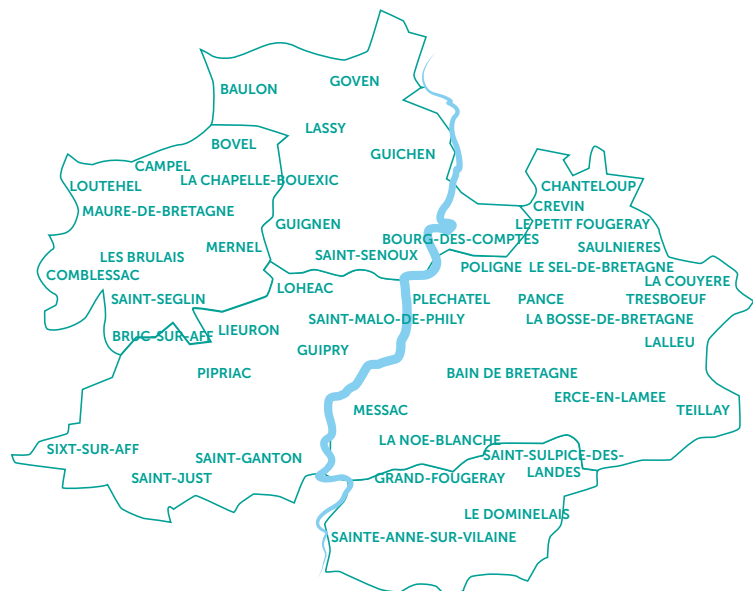 GOVEN
BAULON
LASSY
BOVEL
GUICHEN
CAMPEL
LA CHAPELLE-BOUEXIC
LOUTEHEL
CHANTELOUP
CREVIN
MAURE-DE-BRETAGNE
GUIGNEN
LE PETIT FOUGERAY
BOURG-DES-COMPTES
MERNEL
SAULNIERES
LES BRULAIS
SAINT-SENOUX
POLIGNE
LE SEL-DE-BRETAGNE
COMBLESSAC
LA COUYERE
LOHEAC
SAINT-SEGLIN
PLECHATEL
PANCE
TRESBOEUF
SAINT-MALO-DE-PHILY
LA BOSSE-DE-BRETAGNE
BRUC-SUR-AFF
LIEURON
LALLEU
GUIPRY
PIPRIAC
BAIN DE BRETAGNE
ERCE-EN-LAMEE
MESSAC
TEILLAY
LA NOE-BLANCHE
SIXT-SUR-AFF
SAINT-GANTON
SAINT-SULPICE-DES-
LANDES
SAINT-JUST
GRAND-FOUGERAY
LE DOMINELAIS
SAINTE-ANNE-SUR-VILAINE